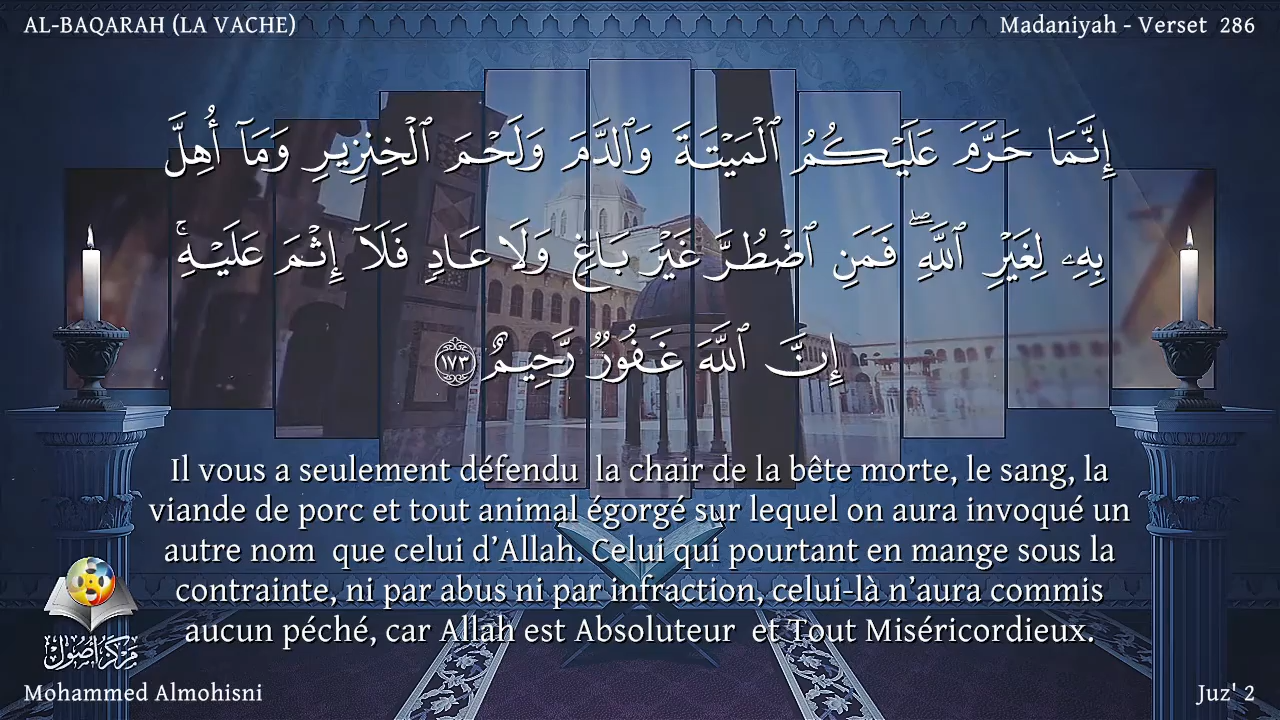 AL-BAQARAH (LA VACHE)
Madaniyah - Verset 286
إِنَّمَا حَرَّمَ عَلَيْكُمُ ٱلْمَيْتَةَ وَٱلدَّمَ وَلَحْمَ ٱلْخِنزِيرِ وَمَآ أُهِلَّ
بِهِۦ لِغَيْرِ ٱللَّهِ ۖ فَمَنِ ٱضْطُرَّ غَيْرَ بَاغٍ وَلَا عَادٍ فَلَآ إِثْمَ عَلَيْهِ ۚ
إِنَّ ٱللَّهَ غَفُورٌ رَّحِيمٌ ١٧٣
Il vous a seulement défendu la chair de la bête morte, le sang, la
viande de porc et tout animal égorgé sur lequel on aura invoqué un
autre nom que celui d’Allah. Celui qui pourtant en mange sous la
contrainte, ni par abus ni par infraction, celui-là n’aura commis
aucun péché, car Allah est Absoluteur et Tout Miséricordieux.
مركز أصول
Mohammed Almohisni
Juz' 2